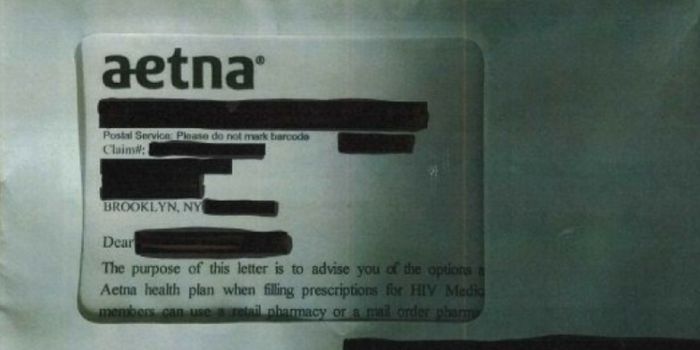 aetna®
Postal Service: Please do not mark barcode
Claim#:
BROOKLYN, NY
Dear
The purpose of this letter is to advise you of the options
Aetna health plan when filling prescriptions for HIV Medic
members can use a retail pharmacy or a mail order pharm